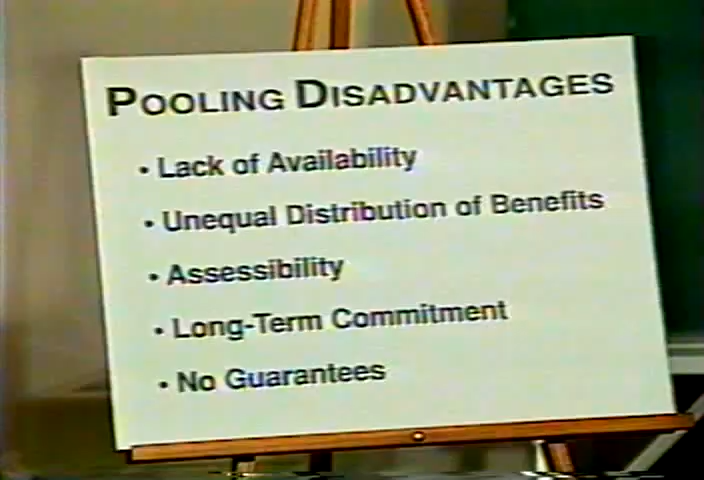 POOLING DISADVANTAGES
• Lack of Availability
• Unequal Distribution of Benefits
• Assessibility
• Long-Term Commitment
• No Guarantees